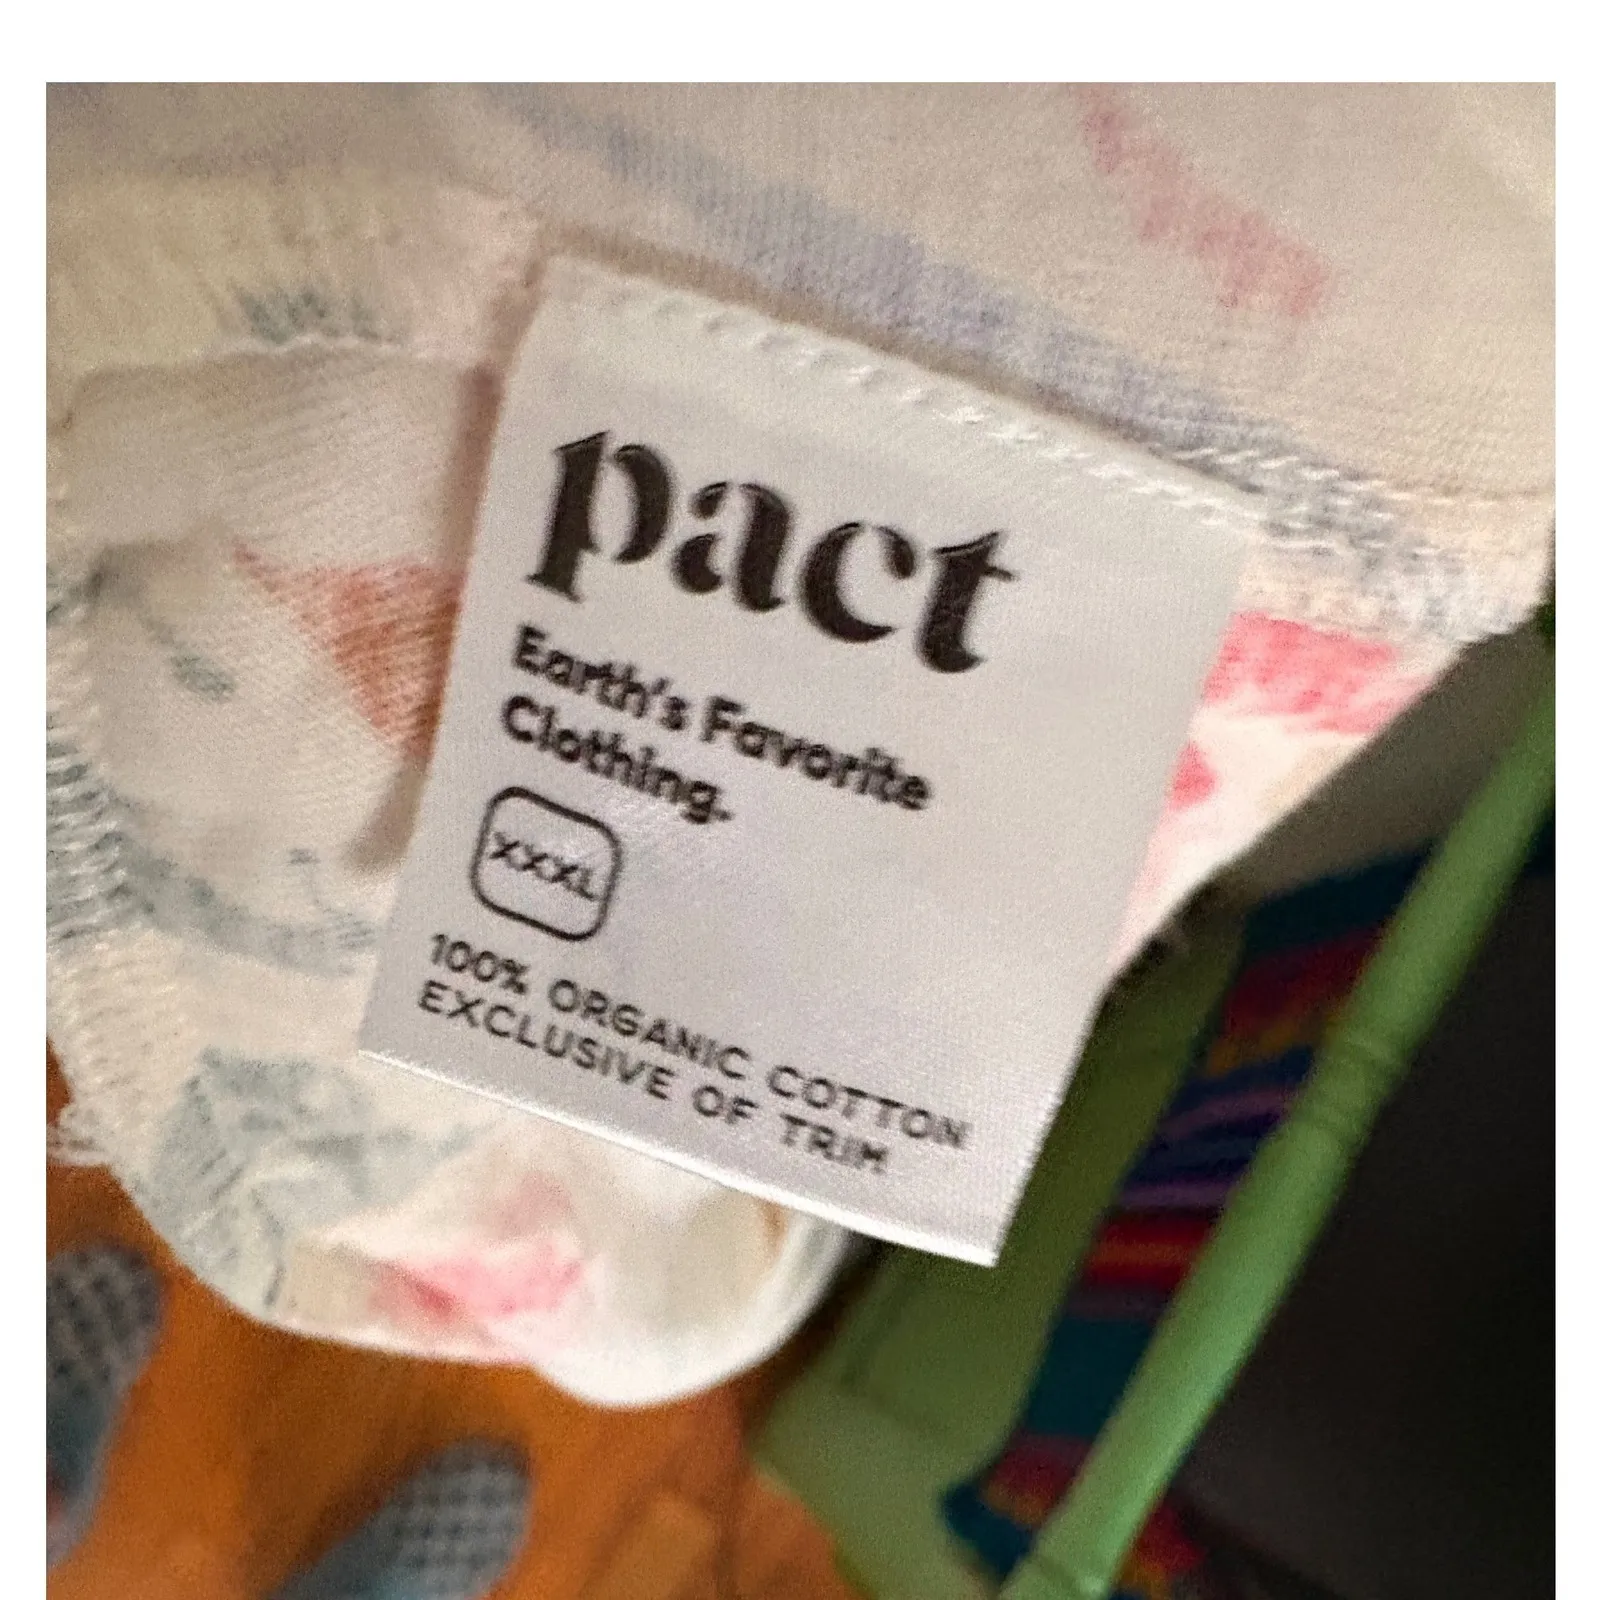 pact
Earth's Favorite
Clothing.
XXXL
100% ORGANIC COTTON
EXCLUSIVE OF TRIM